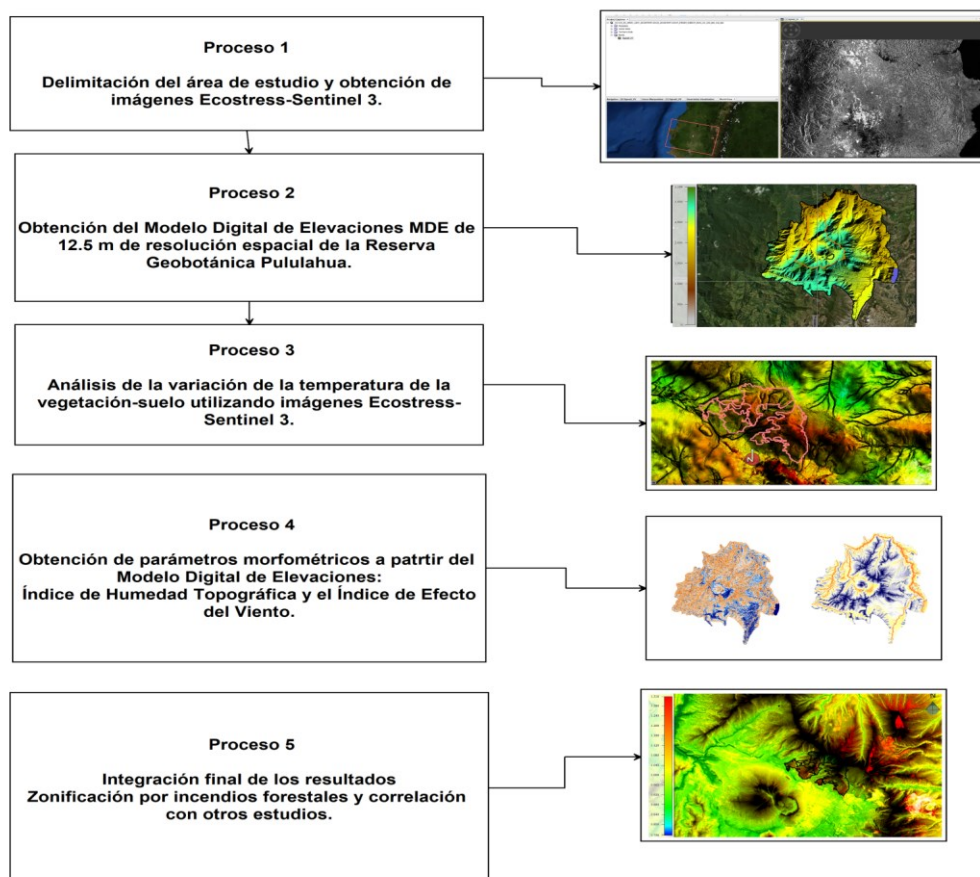 Proceso 1
Delimitación del área de estudio y obtención de
imágenes Ecostress-Sentinel 3.
Proceso 2
Obtención del Modelo Digital de Elevaciones MDE de
12.5 m de resolución espacial de la Reserva
Geobotánica Pululahua.
Proceso 3
Análisis de la variación de la temperatura de la
vegetación-suelo utilizando imágenes Ecostress-
Sentinel 3.
Proceso 4
Obtención de parámetros morfométricos a patrtir del
Modelo Digital de Elevaciones:
Índice de Humedad Topográfica y el Índice de Efecto
del Viento.
Proceso 5
Integración final de los resultados
Zonificación por incendios forestales y correlación
con otros estudios.